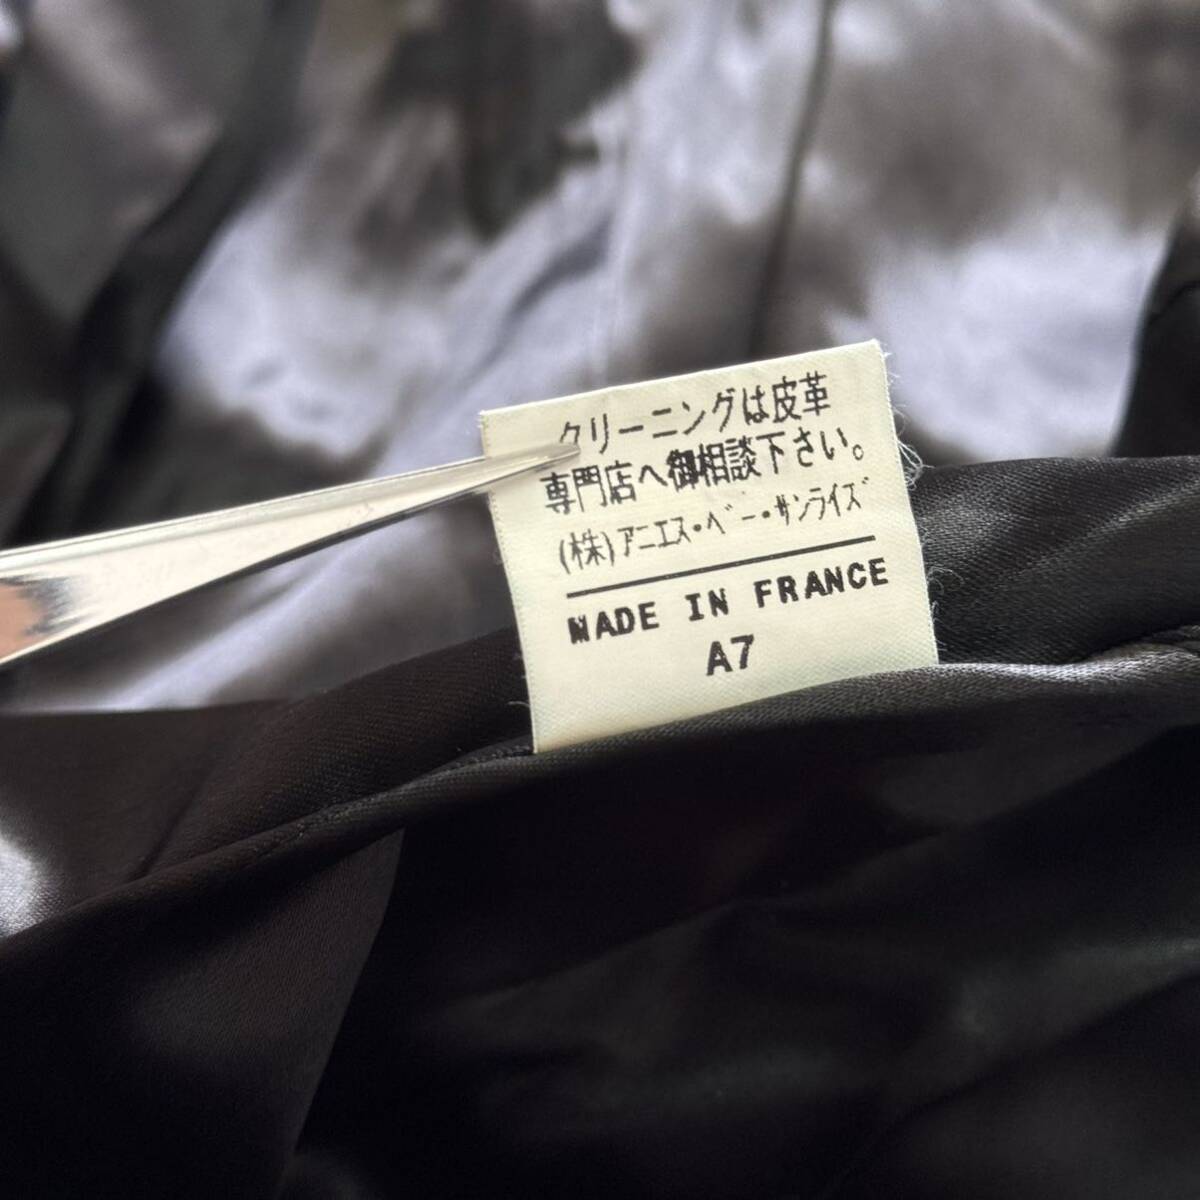 クリーニングは皮革
専門店へ御相談下さい。
(株)アニエス・ベー・サンライズ
MADE IN FRANCE
A7